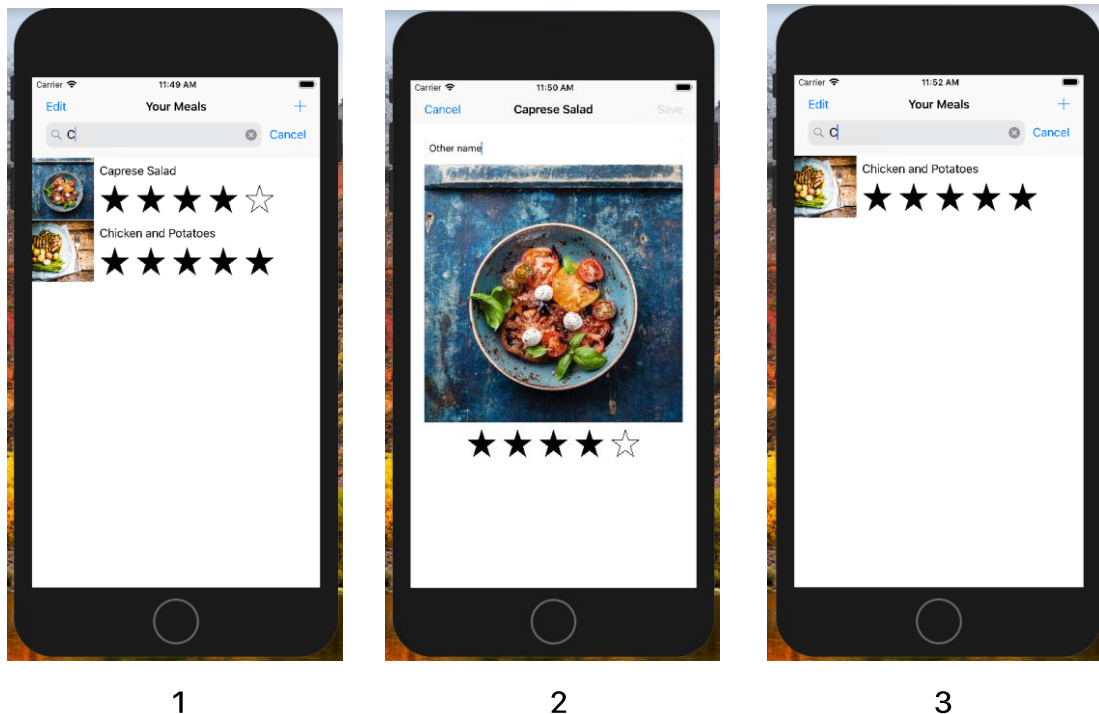 Carrier 11:49 AM
Edit Your Meals +
C Cancel
Caprese Salad
Chicken and Potatoes
Carrier 11:50 AM
Cancel Caprese Salad Save
Other name
Carrier 11:52 AM
Edit Your Meals +
C Cancel
Chicken and Potatoes
1 2 3